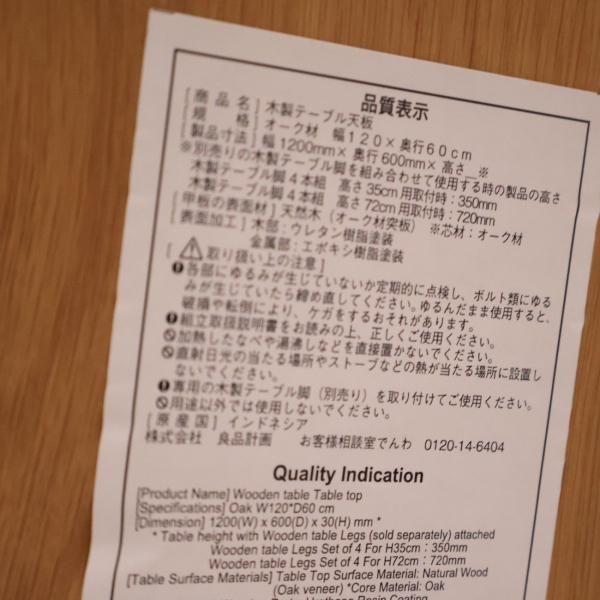 品質表示
[商品名] 木製テーブル天板
[規格] オーク材 幅120×奥行60cm
[製品寸法] 幅1200mm×奥行600mm×高さ ※
※別売りの木製テーブル脚を組み合わせて使用する時の製品の高さ
木製テーブル脚4本組 高さ35cm用取付時：350mm
木製テーブル脚4本組 高さ72cm用取付時：720mm
[甲板の表面材] 天然木（オーク材突板） ※芯材：オーク材
[表面加工] 木部：ウレタン樹脂塗装
金属部：エポキシ樹脂塗装
[⚠取り扱い上の注意]
各部にゆるみが生じていないか定期的に点検し、ボルト類にゆる
みが生じていたら締め直してください。ゆるんだまま使用すると、
破損や転倒により、ケガをするおそれがあります。
組立取扱説明書をお読みの上、正しくご使用ください。
加熱したなべや湯沸しなどを直接置かないでください。
直射日光の当たる場所やストーブなどの熱が当たる場所に設置し
ないでください。
専用の木製テーブル脚（別売り）を取り付けてご使用ください。
用途以外では使用しないでください。
[原産国] インドネシア
株式会社 良品計画 お客様相談室でんわ 0120-14-6404
Quality Indication
[Product Name] Wooden table Table top
[Specifications] Oak W120*D60 cm
[Dimension] 1200(W) x 600(D) x 30(H) mm *
* Table height with Wooden table Legs (sold separately) attached
Wooden table Legs Set of 4 For H35cm：350mm
Wooden table Legs Set of 4 For H72cm：720mm
[Table Surface Materials] Table Top Surface Material: Natural Wood
(Oak veneer) *Core Material: Oak